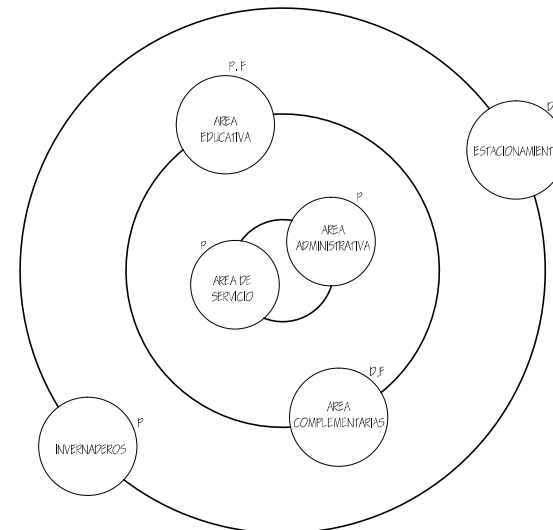 P, F
AREA
EDUCATIVA
D
ESTACIONAMIENT
P
AREA
ADMINISTRATIVA
P
AREA DE
SERVICIO
D,F
AREA
COMPLEMENTARIAS
P
INVERNADEROS